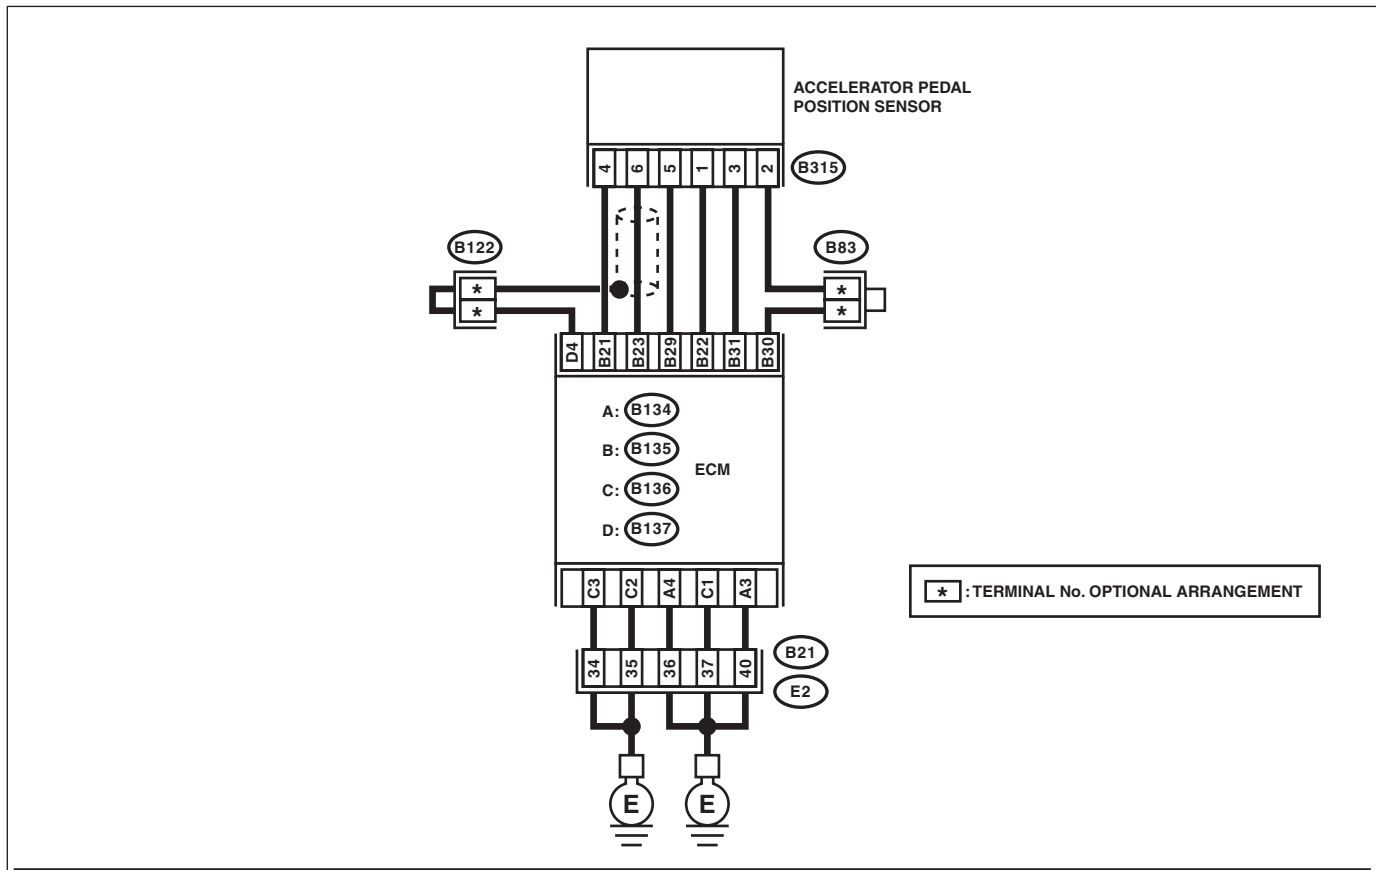 ACCELERATOR PEDAL
POSITION SENSOR
4 6 5 1 3 2
B315
B122
B83
* *
* *
D4 B21 B23 B29 B22 B31 B30
A: B134
B: B135
ECM
C: B136
D: B137
* : TERMINAL No. OPTIONAL ARRANGEMENT
C3 C2 A4 C1 A3
34 35 36 37 40
B21
E2
E E